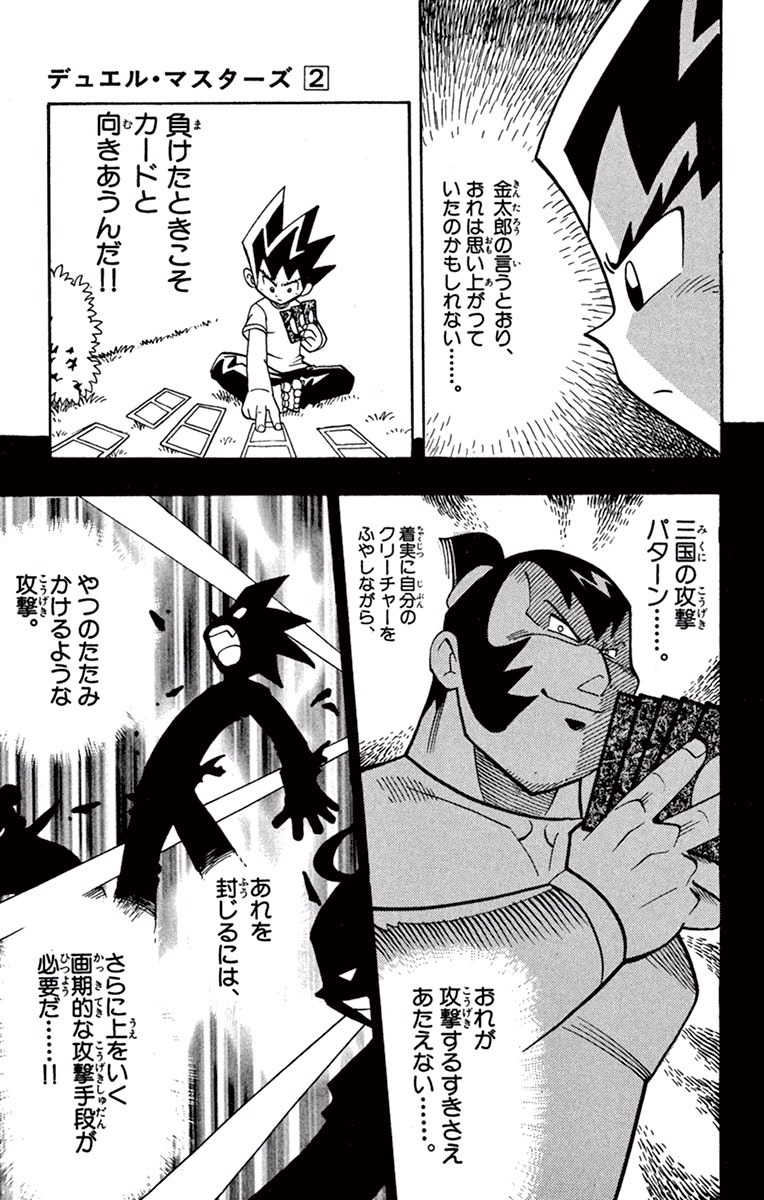 デュエル・マスターズ 2
金太郎の言うとおり、
おれは思い上がって
いたのかもしれない……。
負けたときこそ
カードと
向きあうんだ!!
三国の攻撃
パターン……。
着実に自分の
クリーチャーを
ふやしながら、
おれが
攻撃するすきさえ
あたえない……。
やつのたたみ
かけるような
攻撃。
あれを
封じるには、
さらに上をいく
画期的な攻撃手段が
必要だ……!!